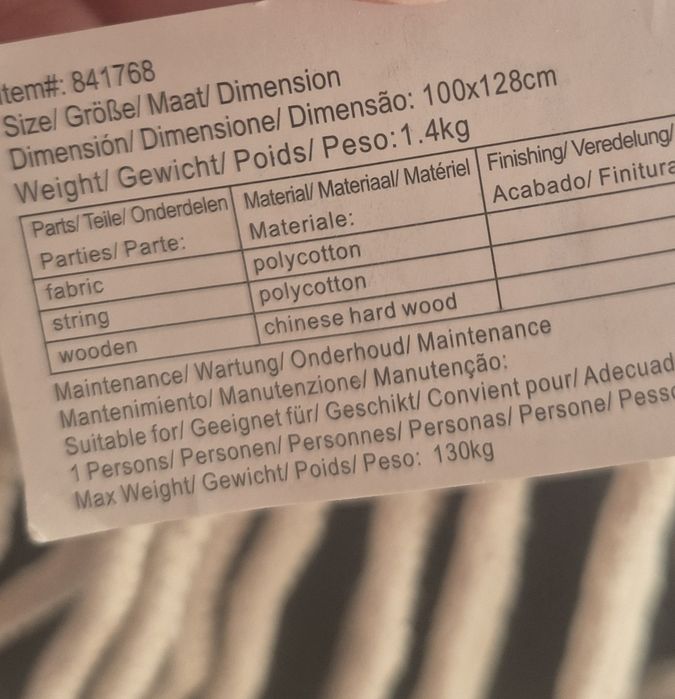 Item#: 841768
Size/ Größe/ Maat/ Dimension
Dimensión/ Dimensione/ Dimensão: 100x128cm
Weight/ Gewicht/ Poids/ Peso:1.4kg
Parts/ Teile/ Onderdelen
Parties/ Parte:
Material/ Materiaal/ Matériel
Materiale:
Finishing/ Veredelung/
Acabado/ Finitura
fabric polycotton
string polycotton
wooden chinese hard wood
Maintenance/ Wartung/ Onderhoud/ Maintenance
Mantenimiento/ Manutenzione/ Manutenção:
Suitable for/ Geeignet für/ Geschikt/ Convient pour/ Adecuad
1 Persons/ Personen/ Personnes/ Personas/ Persone/ Pesso
Max Weight/ Gewicht/ Poids/ Peso: 130kg